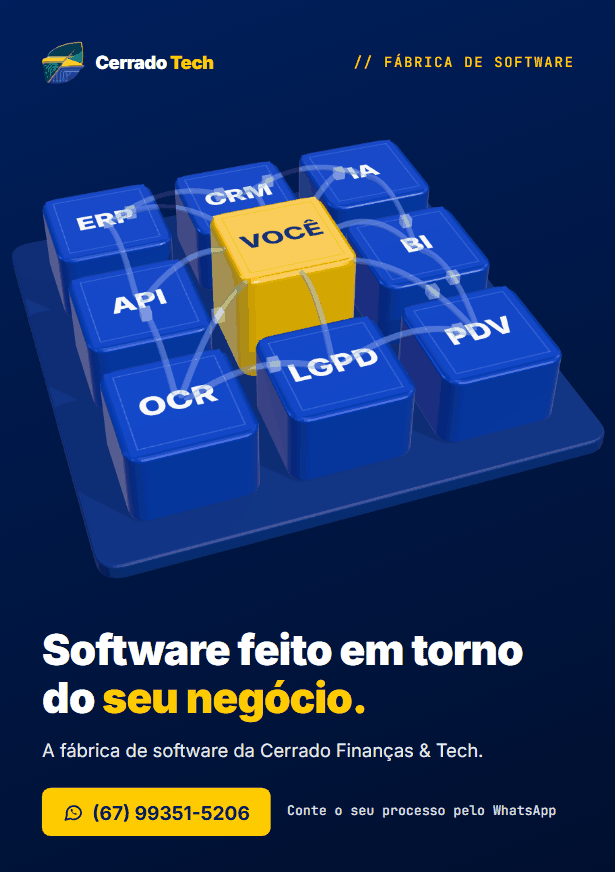 Cerrado Tech
// FÁBRICA DE SOFTWARE
ERP
CRM
IA
API
VOCÊ
BI
OCR
LGPD
PDV
Software feito em torno
do seu negócio.
A fábrica de software da Cerrado Finanças & Tech.
(67) 99351-5206
Conte o seu processo pelo WhatsApp